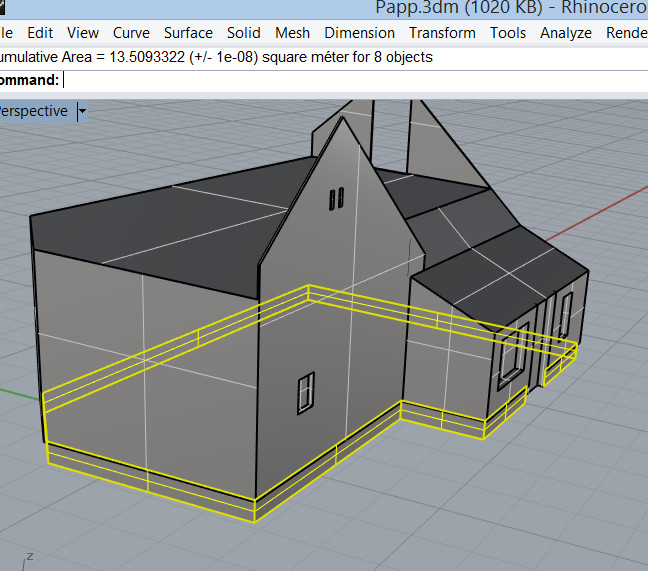 Papp.3dm (1020 KB) - Rhinocero
le Edit View Curve Surface Solid Mesh Dimension Transform Tools Analyze Rende
umulative Area = 13.5093322 (+/- 1e-08) square méter for 8 objects
ommand:
erspective
z